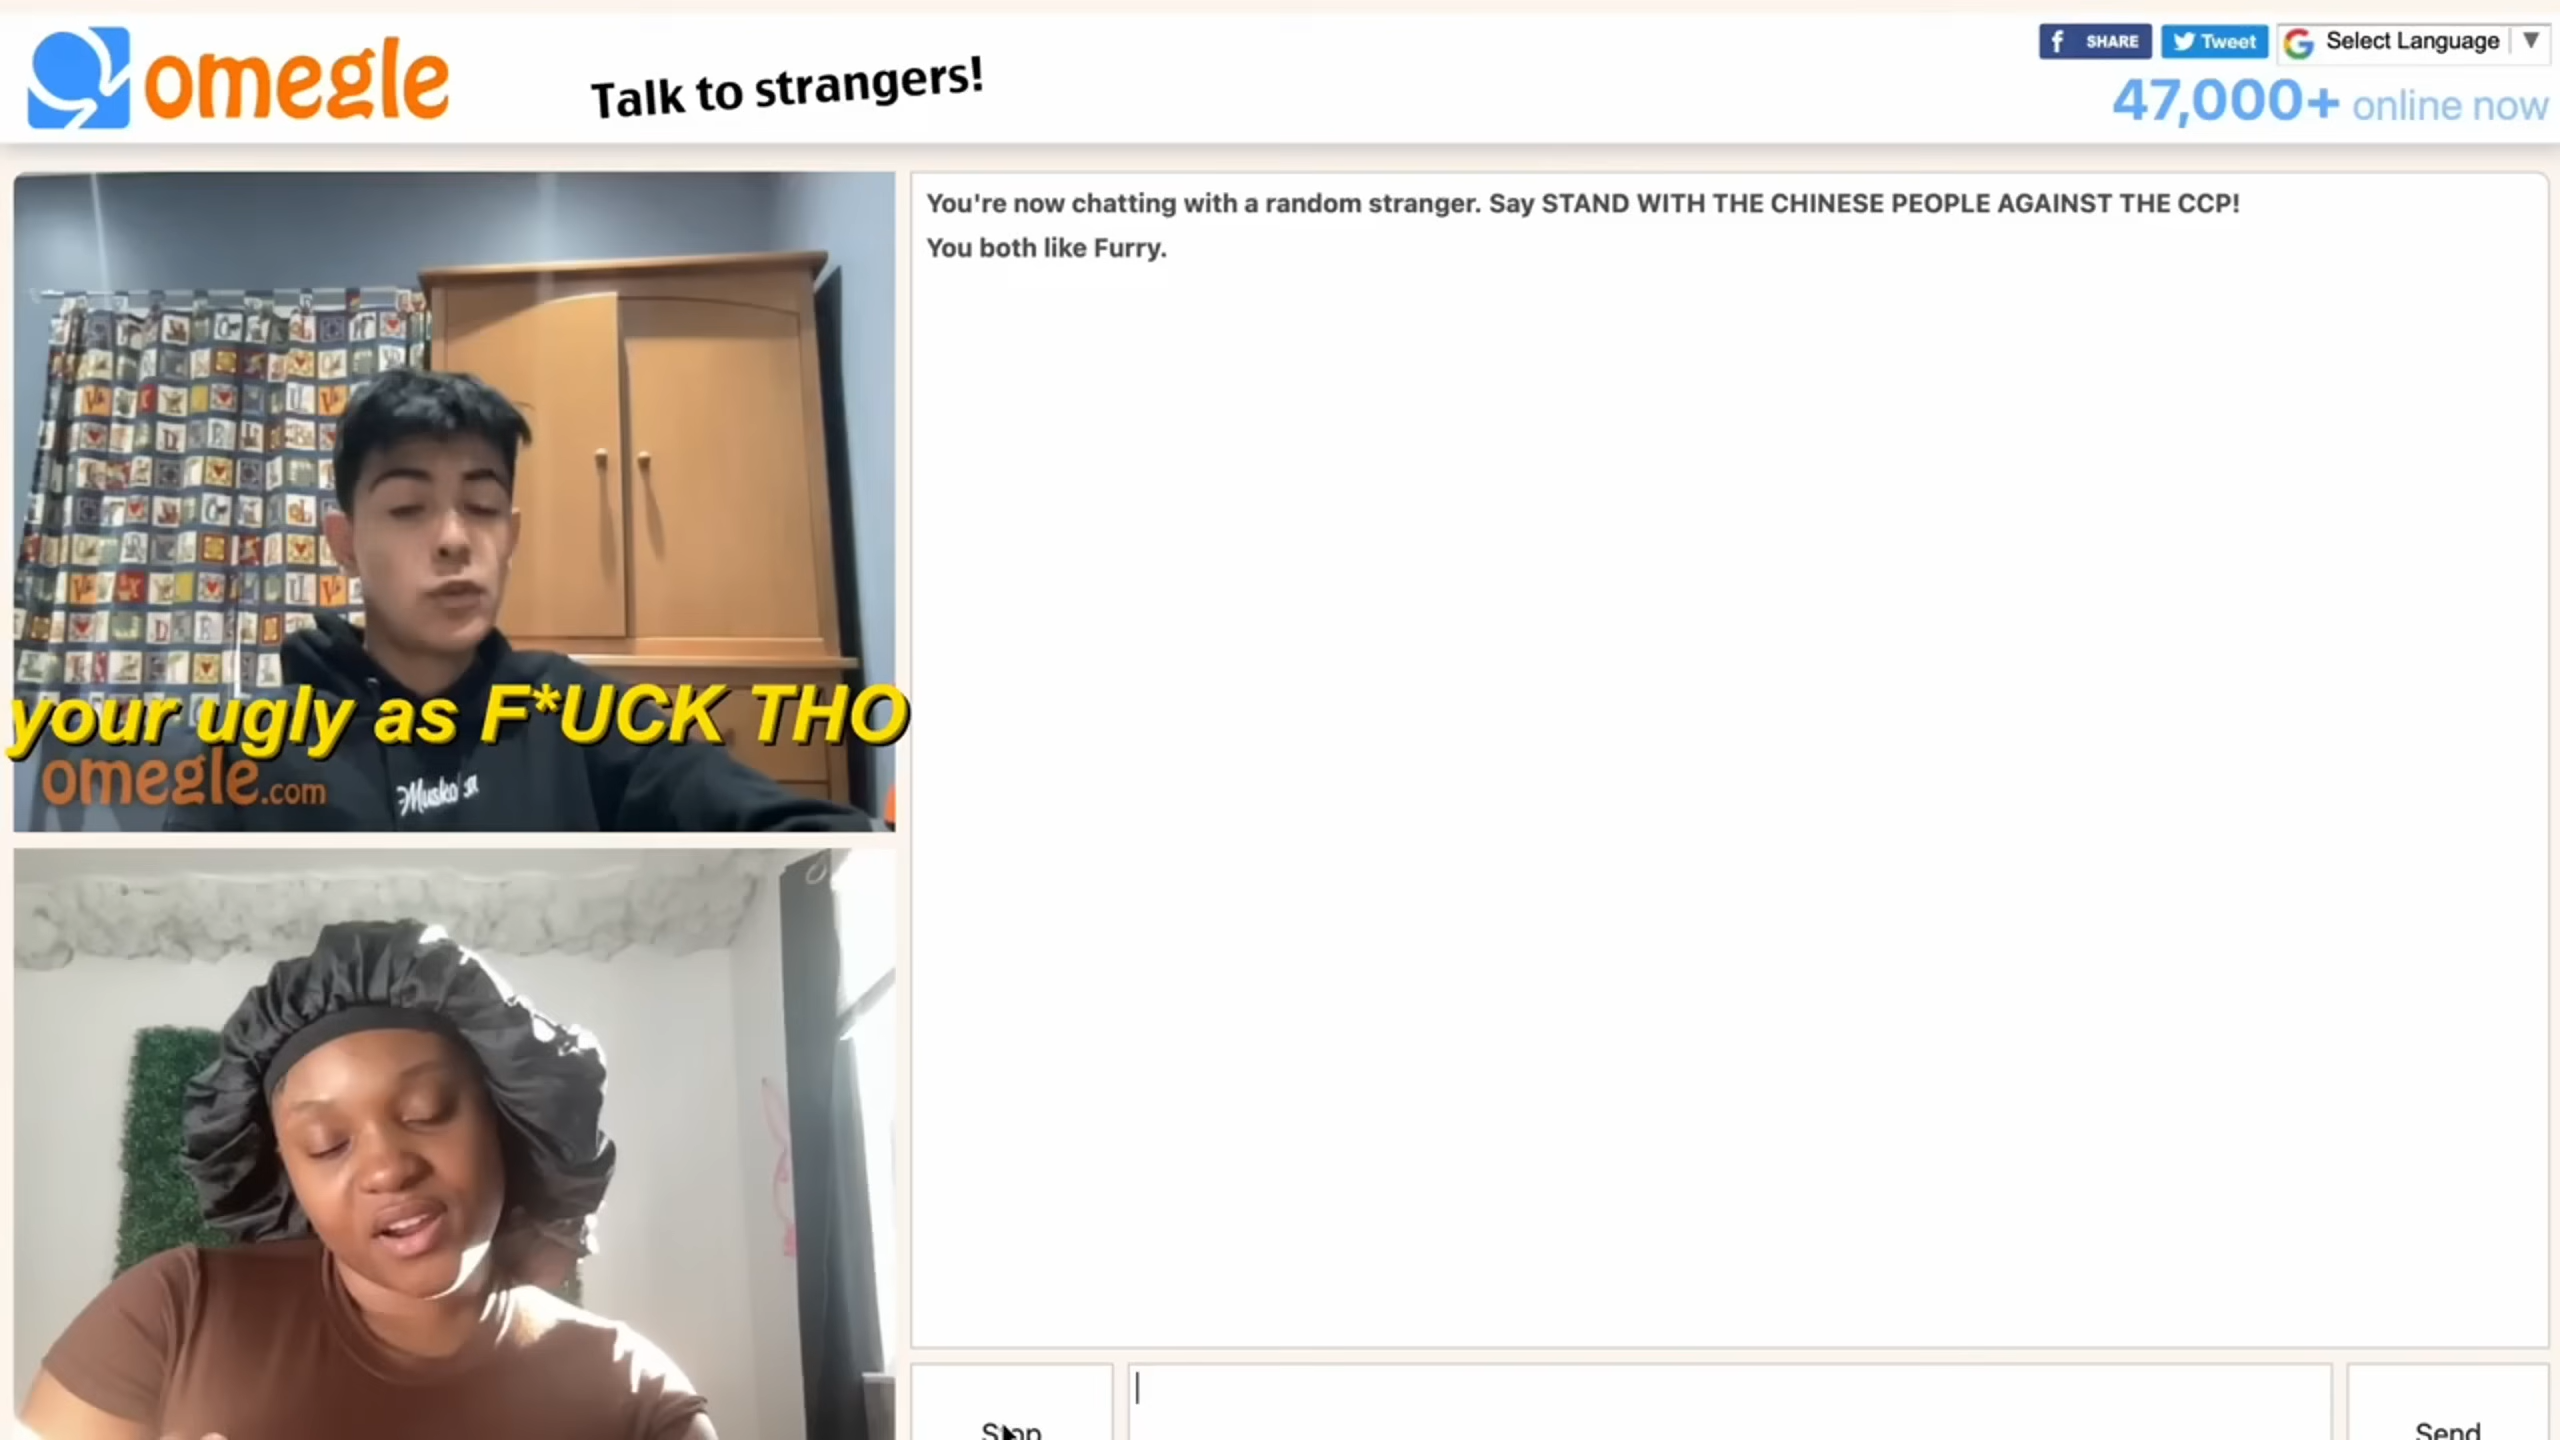 omegle
Talk to strangers!
f SHARE
Tweet
Select Language
47,000+ online now
You're now chatting with a random stranger. Say STAND WITH THE CHINESE PEOPLE AGAINST THE CCP!
You both like Furry.
your ugly as F*UCK THO
omegle.com
Stop
Send